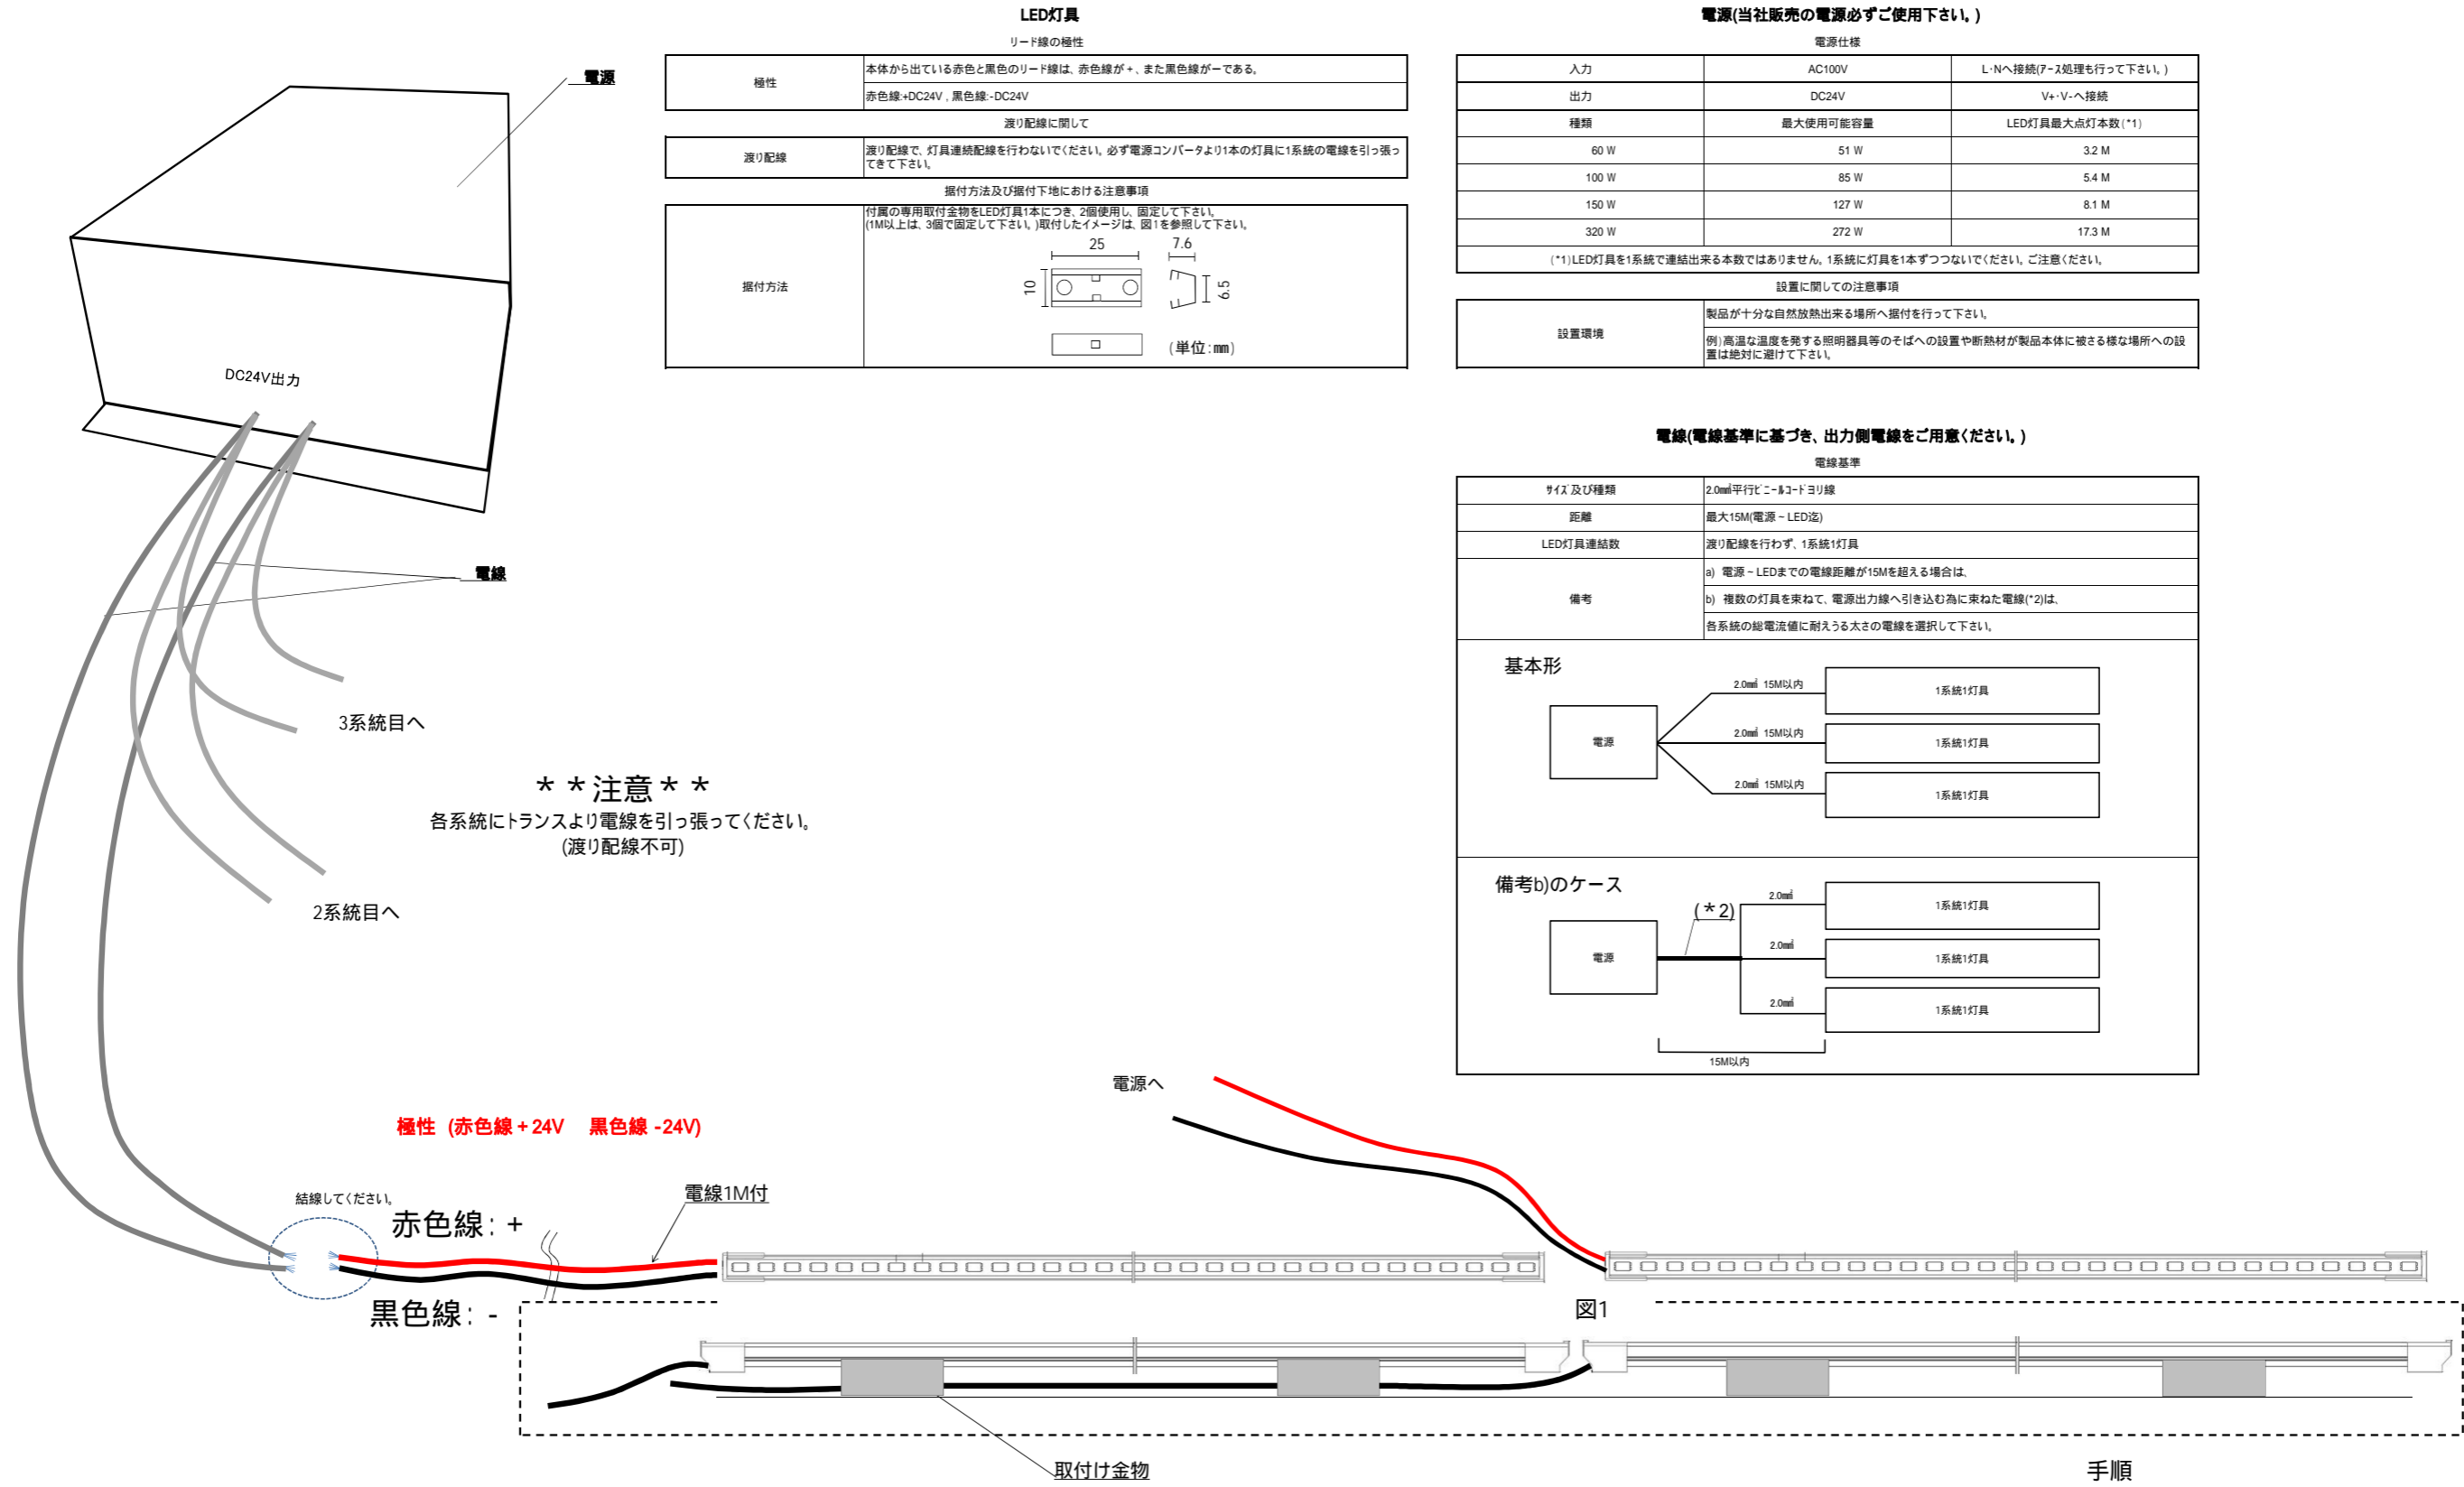 LED灯具
リード線の極性
極性
本体から出ている赤色と黒色のリード線は、赤色線が+、また黒色線がーである。
赤色線:+DC24V , 黒色線:-DC24V
渡り配線に関して
渡り配線
渡り配線で、灯具連続配線を行わないでください。必ず電源コンバータより1本の灯具に1系統の電線を引っ張っ
てきて下さい。
据付方法及び据付下地における注意事項
据付方法
付属の専用取付金物をLED灯具1本につき、2個使用し、固定して下さい。
(1M以上は、3個で固定して下さい。)取付したイメージは、図1を参照して下さい。
25
7.6
10
6.5
(単位:㎜)
電源(当社販売の電源必ずご使用下さい。)
電源仕様
入力 AC100V L・Nへ接続(アース処理も行って下さい。)
出力 DC24V V+・V-へ接続
種類 最大使用可能容量 LED灯具最大点灯本数(*1)
60 W 51 W 3.2 M
100 W 85 W 5.4 M
150 W 127 W 8.1 M
320 W 272 W 17.3 M
(*1)LED灯具を1系統で連結出来る本数ではありません。1系統に灯具を1本ずつつないでください。ご注意ください。
設置に関しての注意事項
設置環境
製品が十分な自然放熱出来る場所へ据付を行って下さい。
例)高温な温度を発する照明器具等のそばへの設置や断熱材が製品本体に被さる様な場所への設
置は絶対に避けて下さい。
電線(電線基準に基づき、出力側電線をご用意ください。)
電線基準
サイズ及び種類 2.0㎟平行ビニールコードヨリ線
距離 最大15M(電源~LED迄)
LED灯具連結数 渡り配線を行わず、1系統1灯具
備考
a) 電源~LEDまでの電線距離が15Mを超える場合は、
b) 複数の灯具を束ねて、電源出力線へ引き込む為に束ねた電線(*2)は、
各系統の総電流値に耐えうる太さの電線を選択して下さい。
基本形
電源
2.0㎟ 15M以内
1系統1灯具
2.0㎟ 15M以内
1系統1灯具
2.0㎟ 15M以内
1系統1灯具
備考b)のケース
(*2)
電源
2.0㎟
1系統1灯具
2.0㎟
1系統1灯具
2.0㎟
1系統1灯具
15M以内
電源
DC24V出力
電線
3系統目へ
**注意**
各系統にトランスより電線を引っ張ってください。
(渡り配線不可)
2系統目へ
電源へ
極性 (赤色線+24V 黒色線-24V)
結線してください。
電線1M付
赤色線:+
黒色線:-
図1
取付け金物
手順